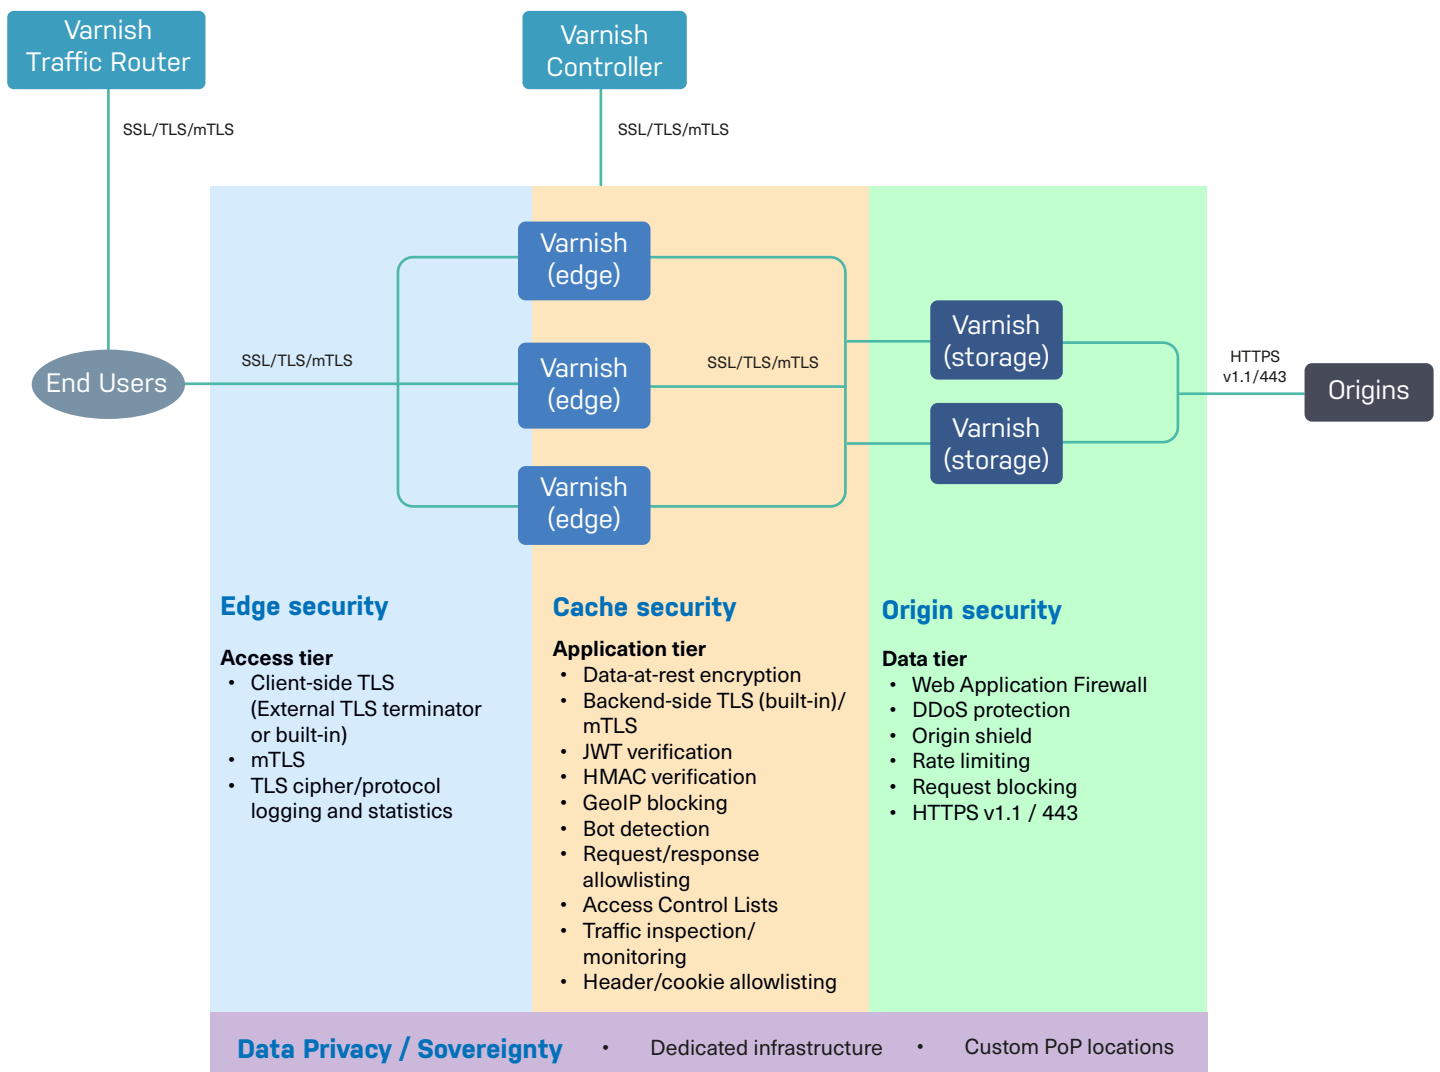 Varnish
Traffic Router
Varnish
Controller
SSL/TLS/mTLS
SSL/TLS/mTLS
Varnish
(edge)
Varnish
(storage)
End Users
SSL/TLS/mTLS
Varnish
(edge)
SSL/TLS/mTLS
HTTPS
v1.1/443
Origins
Varnish
(storage)
Varnish
(edge)
Edge security
Access tier
• Client-side TLS
(External TLS terminator
or built-in)
• mTLS
• TLS cipher/protocol
logging and statistics
Cache security
Application tier
• Data-at-rest encryption
• Backend-side TLS (built-in)/
mTLS
• JWT verification
• HMAC verification
• GeoIP blocking
• Bot detection
• Request/response
allowlisting
• Access Control Lists
• Traffic inspection/
monitoring
• Header/cookie allowlisting
Origin security
Data tier
• Web Application Firewall
• DDoS protection
• Origin shield
• Rate limiting
• Request blocking
• HTTPS v1.1 / 443
Data Privacy / Sovereignty • Dedicated infrastructure • Custom PoP locations